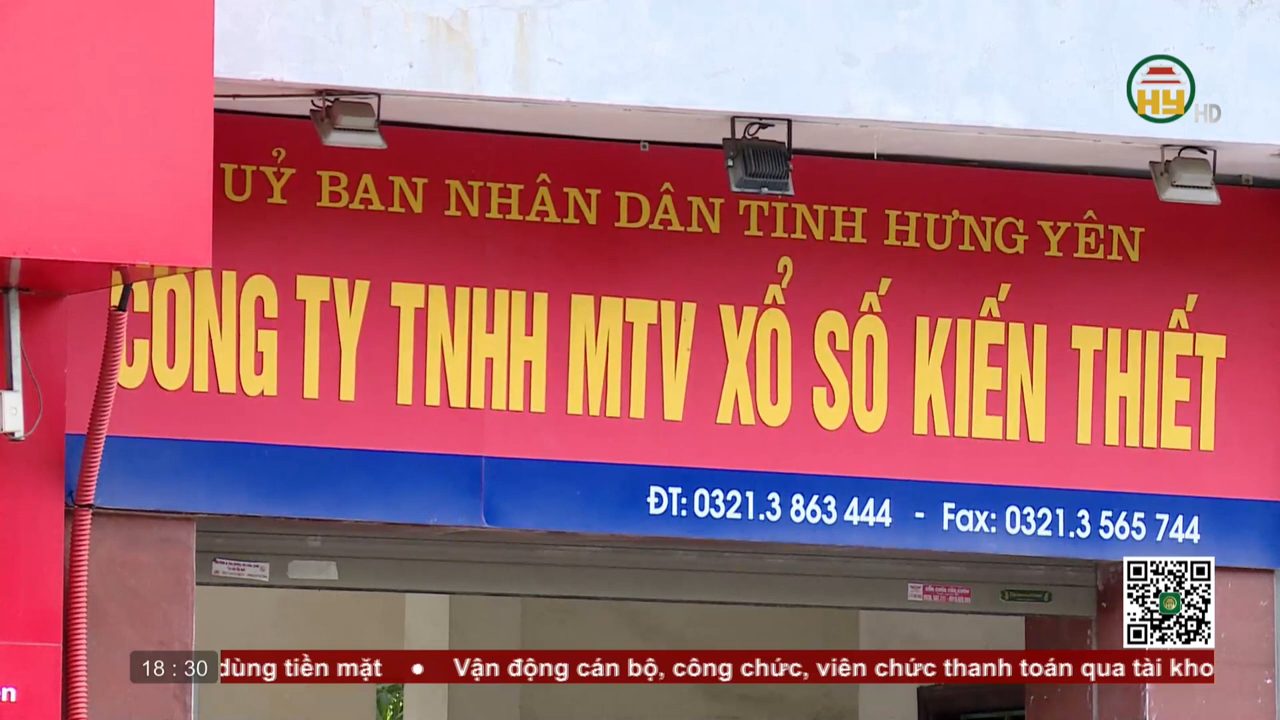 HY HD
UỶ BAN NHÂN DÂN TỈNH HƯNG YÊN
CÔNG TY TNHH MTV XỔ SỐ KIẾN THIẾT
ĐT: 0321.3 863 444 - Fax: 0321.3 565 744
18 : 30 dùng tiền mặt • Vận động cán bộ, công chức, viên chức thanh toán qua tài kho